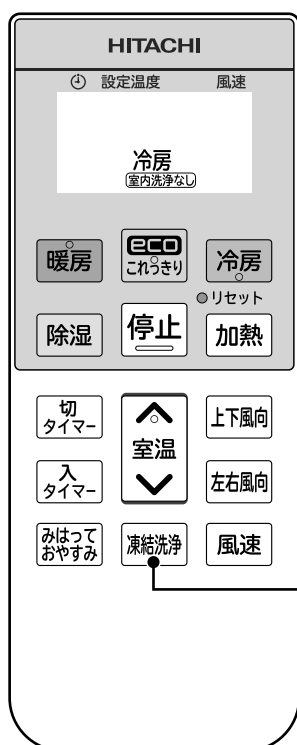 HITACHI
設定温度 風速
冷房
室内洗浄なし
暖房
eco
これっきり
冷房
リセット
除湿
停止
加熱
切
タイマー
室温
上下風向
入
タイマー
左右風向
みはって
おやすみ
凍結洗浄
風速